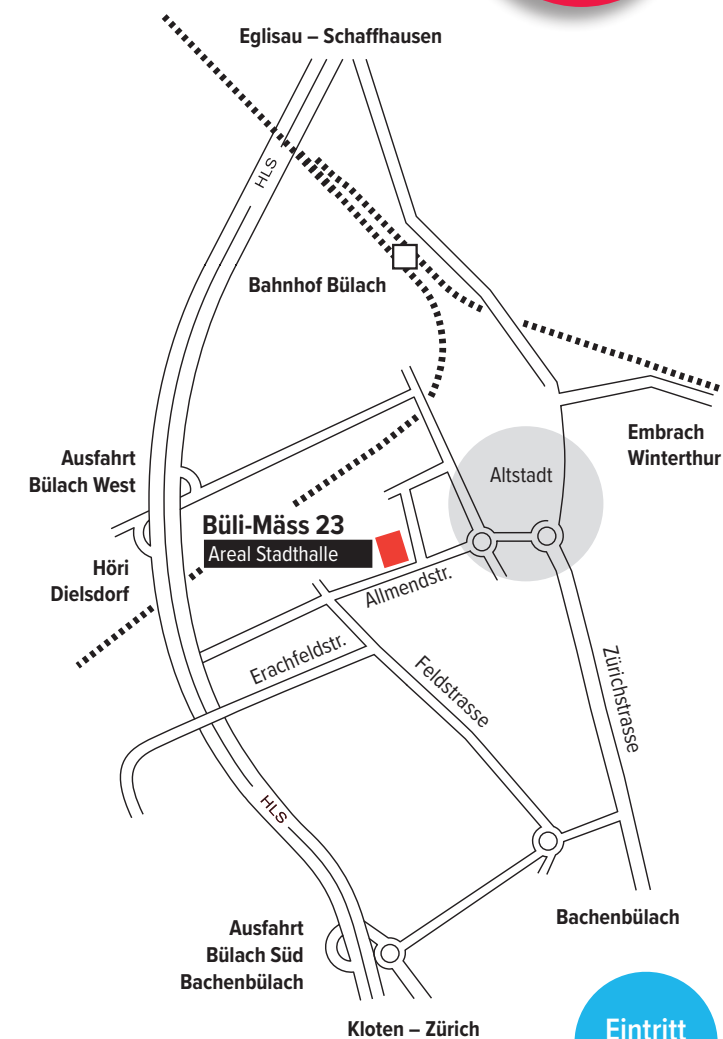 Eglisau – Schaffhausen
HLS
Bahnhof Bülach
Embrach
Winterthur
Ausfahrt
Bülach West
Altstadt
Büli-Mäss 23
Areal Stadthalle
Höri
Dielsdorf
Allmendstr.
Erachfeldstr.
Feldstrasse
Zürichstrasse
HLS
Bachenbülach
Ausfahrt
Bülach Süd
Bachenbülach
Kloten – Zürich
Eintritt